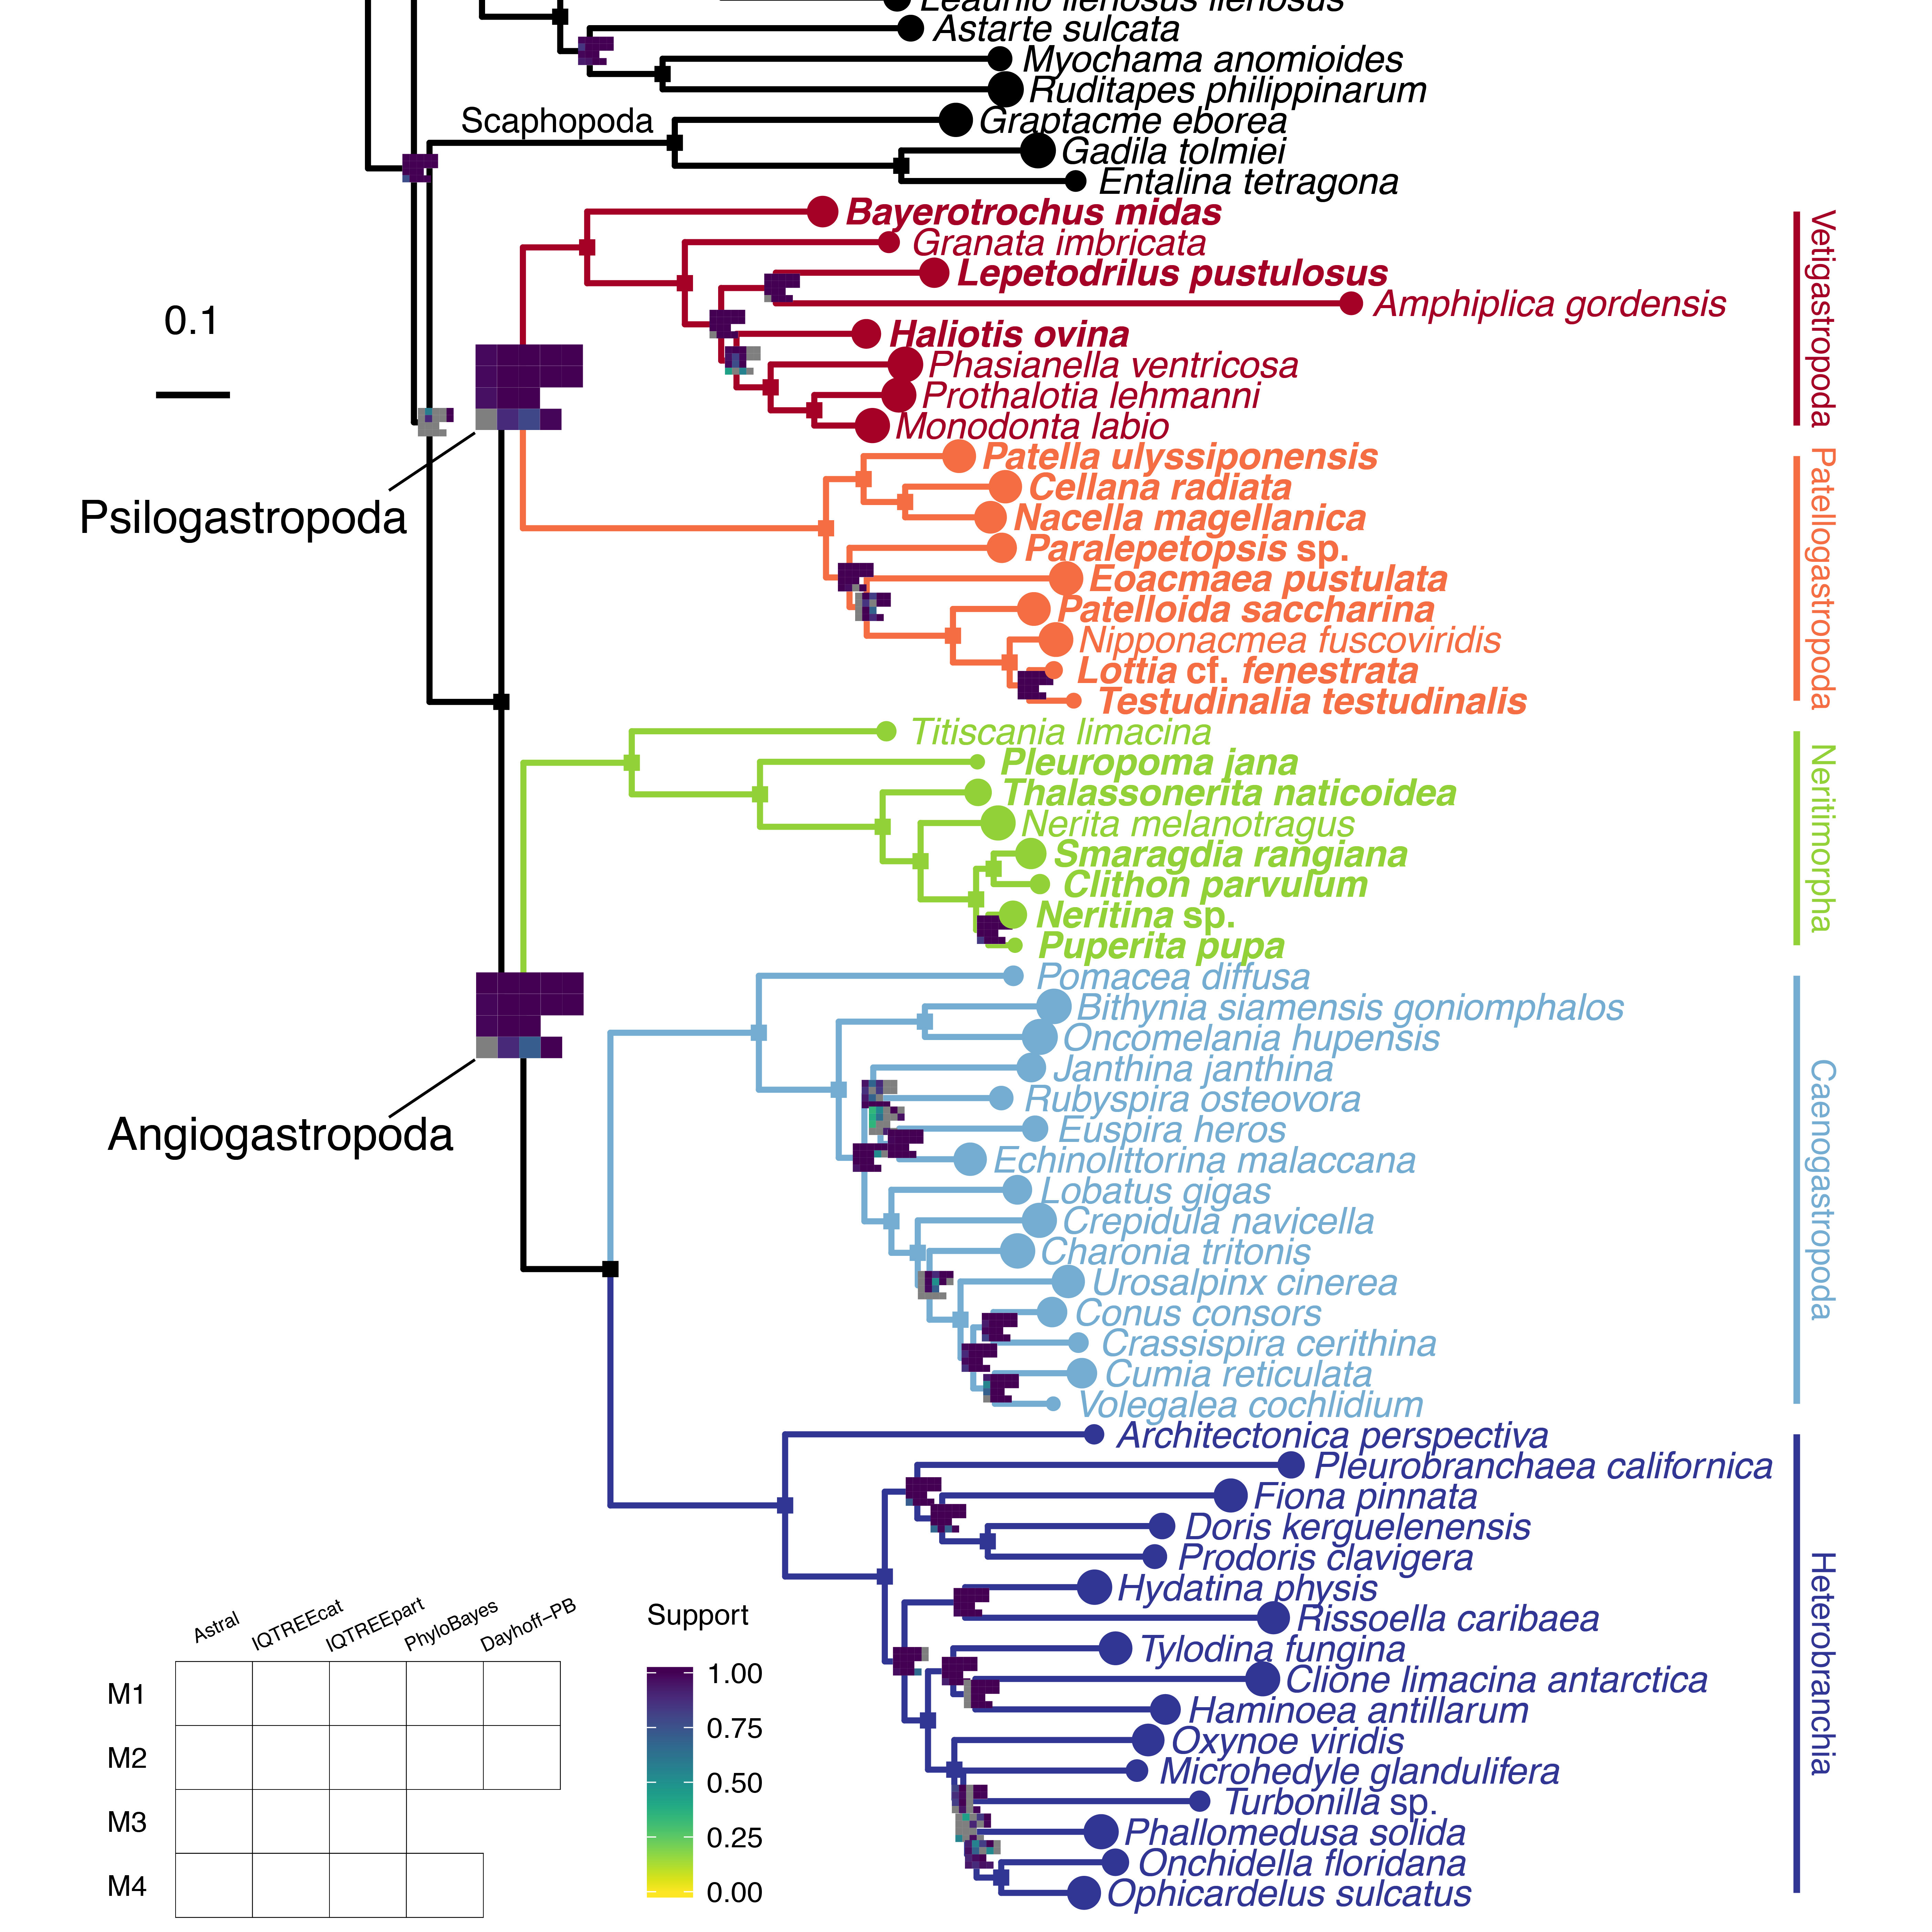 Leaunio lienosus lienosus
Astarte sulcata
Myochama anomioides
Ruditapes philippinarum
Scaphopoda
Graptacme eborea
Gadila tolmiei
Entalina tetragona
Bayerotrochus midas
Granata imbricata
Lepetodrilus pustulosus
Amphiplica gordensis
Haliotis ovina
Phasianella ventricosa
Prothalotia lehmanni
Monodonta labio
Vetigastropoda
0.1
Psilogastropoda
Patella ulyssiponensis
Cellana radiata
Nacella magellanica
Paralepetopsis sp.
Eoacmaea pustulata
Patelloida saccharina
Nipponacmea fuscoviridis
Lottia cf. fenestrata
Testudinalia testudinalis
Patellogastropoda
Titiscania limacina
Pleuropoma jana
Thalassonerita naticoidea
Nerita melanotragus
Smaragdia rangiana
Clithon parvulum
Neritina sp.
Puperita pupa
Neritimorpha
Angiogastropoda
Pomacea diffusa
Bithynia siamensis goniomphalos
Oncomelania hupensis
Janthina janthina
Rubyspira osteovora
Euspira heros
Echinolittorina malaccana
Lobatus gigas
Crepidula navicella
Charonia tritonis
Urosalpinx cinerea
Conus consors
Crassispira cerithina
Cumia reticulata
Volegalea cochlidium
Caenogastropoda
Architectonica perspectiva
Pleurobranchaea californica
Fiona pinnata
Doris kerguelenensis
Prodoris clavigera
Hydatina physis
Rissoella caribaea
Tylodina fungina
Clione limacina antarctica
Haminoea antillarum
Oxynoe viridis
Microhedyle glandulifera
Turbonilla sp.
Phallomedusa solida
Onchidella floridana
Ophicardelus sulcatus
Heterobranchia
Astral
IQTREEcat
IQTREEpart
PhyloBayes
Dayhoff-PB
M1
M2
M3
M4
Support
1.00
0.75
0.50
0.25
0.00